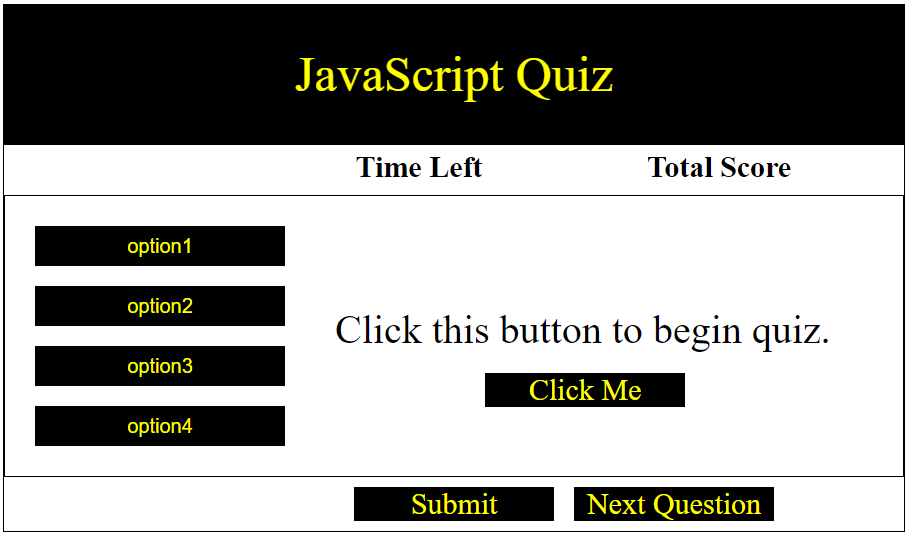 JavaScript Quiz
Time Left Total Score
option1
option2
option3
option4
Click this button to begin quiz.
Click Me
Submit Next Question